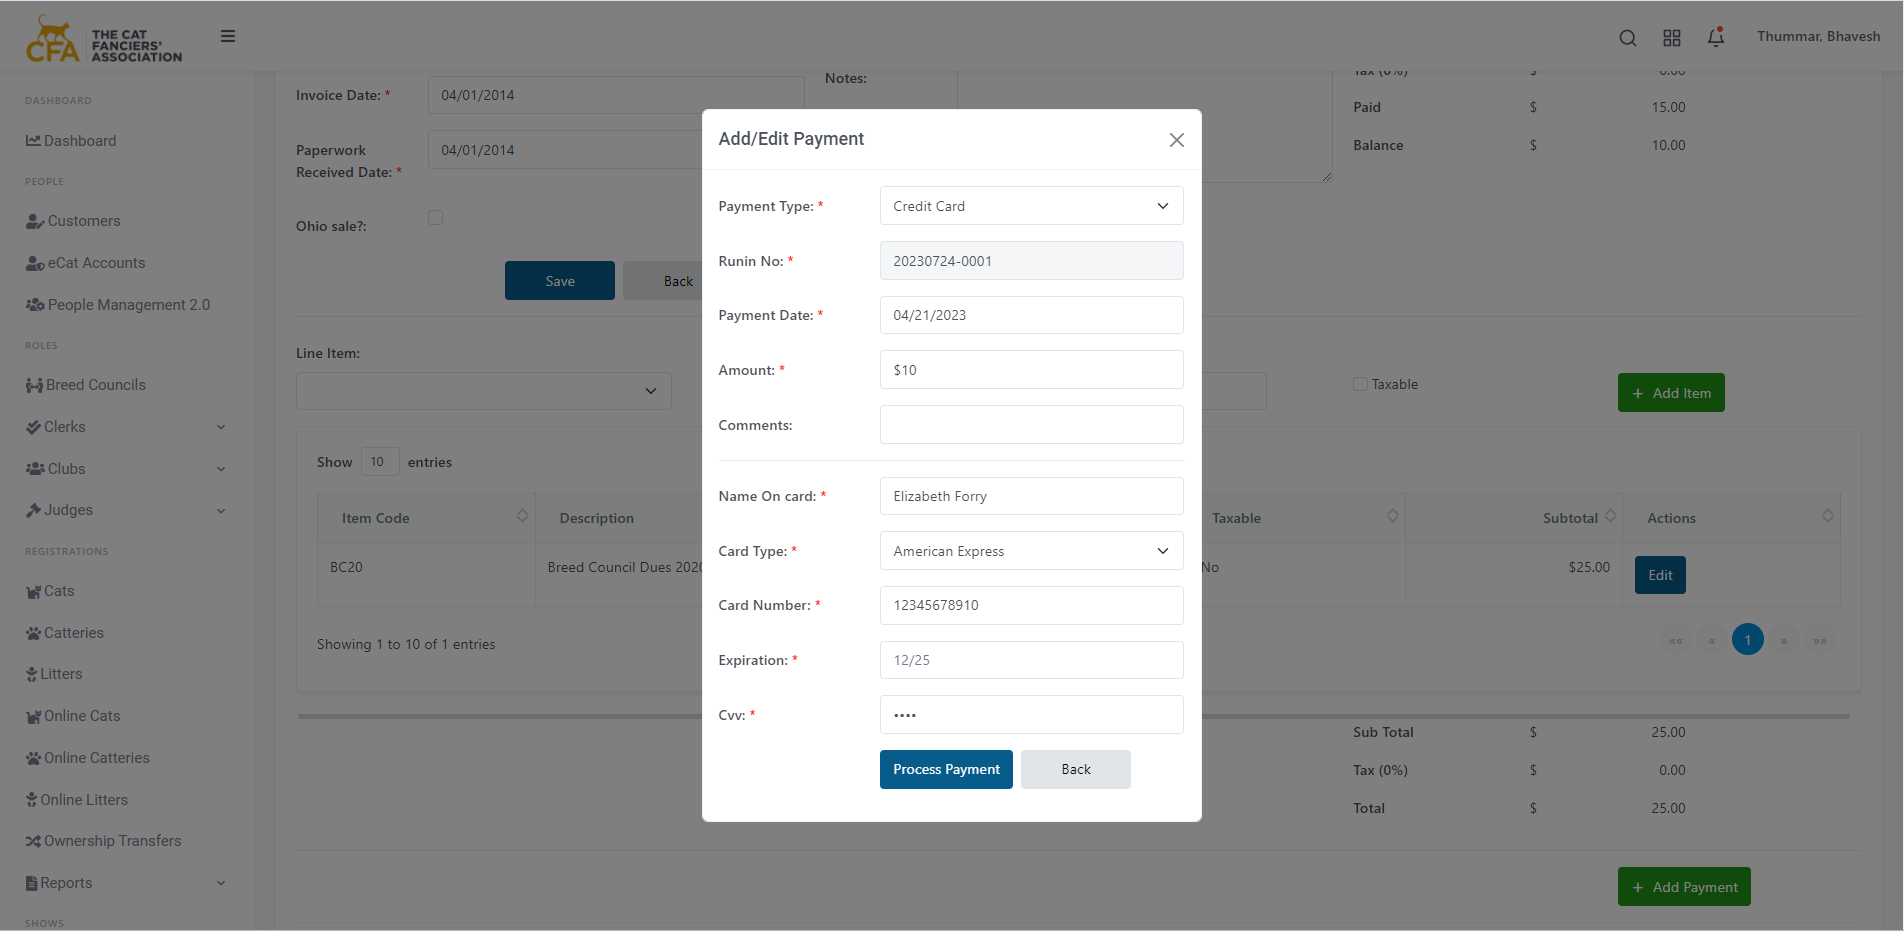 CFA THE CAT FANCIERS' ASSOCIATION
Thummar, Bhavesh
DASHBOARD
Dashboard
PEOPLE
Customers
eCat Accounts
People Management 2.0
ROLES
Breed Councils
Clerks
Clubs
Judges
REGISTRATIONS
Cats
Catteries
Litters
Online Cats
Online Catteries
Online Litters
Ownership Transfers
Reports
SHOWS
Invoice Date: * 04/01/2014
Paperwork Received Date: * 04/01/2014
Ohio sale?:
Save Back
Notes:
Tax (0%) $ 0.00
Paid $ 15.00
Balance $ 10.00
Line Item:
Taxable
+ Add Item
Show 10 entries
Item Code Description Taxable Subtotal Actions
BC20 Breed Council Dues 2020 No $25.00 Edit
Showing 1 to 10 of 1 entries
«« « 1 » »»
Sub Total $ 25.00
Tax (0%) $ 0.00
Total $ 25.00
+ Add Payment
Add/Edit Payment
Payment Type: * Credit Card
Runin No: * 20230724-0001
Payment Date: * 04/21/2023
Amount: * $10
Comments:
Name On card: * Elizabeth Forry
Card Type: * American Express
Card Number: * 12345678910
Expiration: * 12/25
Cvv: * ••••
Process Payment Back